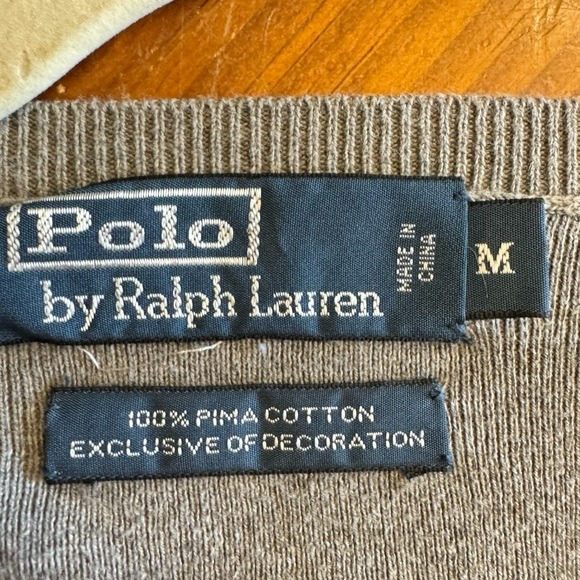 Polo
by Ralph Lauren
MADE IN
CHINA
M
100% PIMA COTTON
EXCLUSIVE OF DECORATION